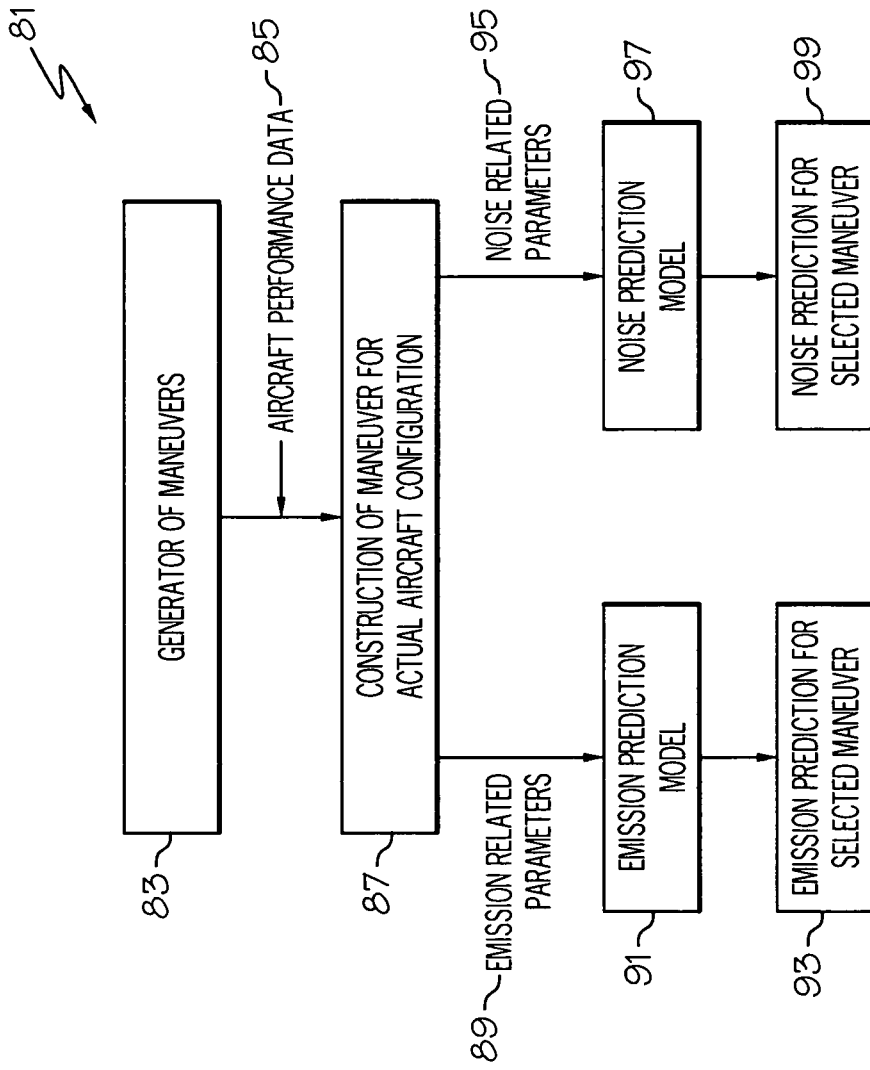 81
GENERATOR OF MANEUVERS
83
AIRCRAFT PERFORMANCE DATA
85
CONSTRUCTION OF MANEUVER FOR
ACTUAL AIRCRAFT CONFIGURATION
87
89
EMISSION RELATED
PARAMETERS
NOISE RELATED
PARAMETERS
95
EMISSION PREDICTION
MODEL
91
NOISE PREDICTION
MODEL
97
EMISSION PREDICTION FOR
SELECTED MANEUVER
93
NOISE PREDICTION FOR
SELECTED MANEUVER
99